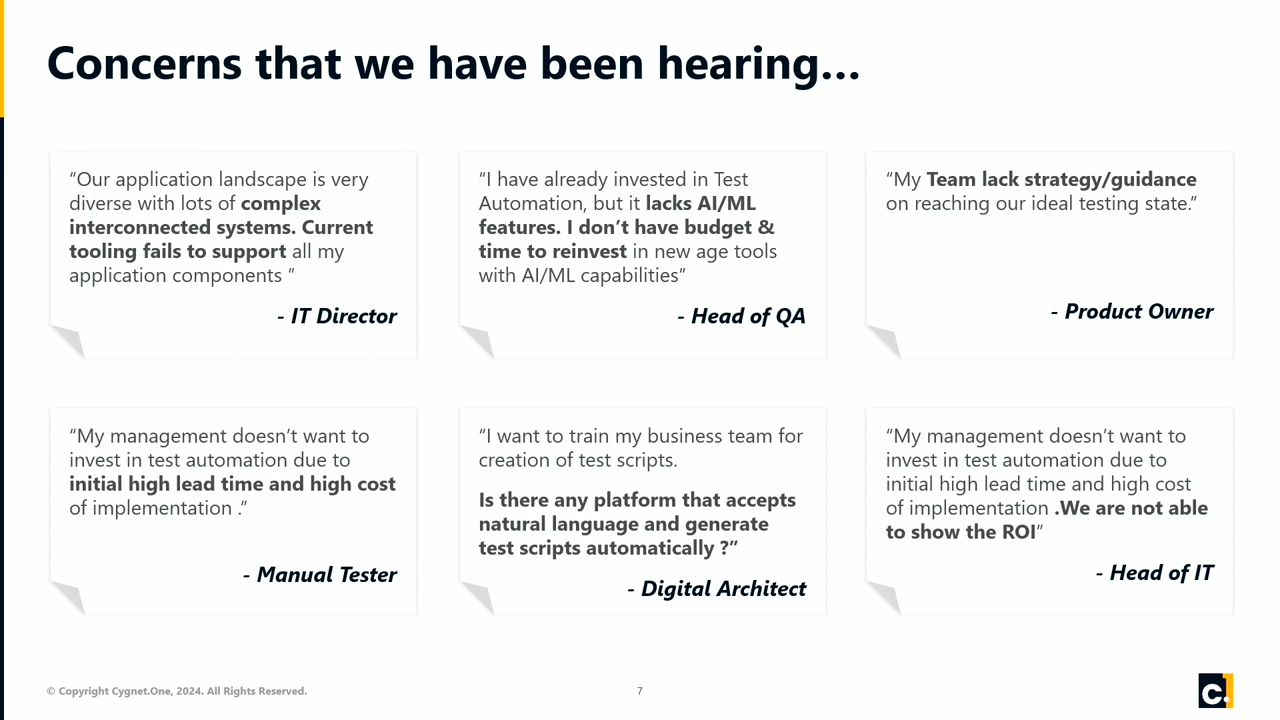 Concerns that we have been hearing...
“Our application landscape is very
diverse with lots of complex
interconnected systems. Current
tooling fails to support all my
application components ”
- IT Director
“I have already invested in Test
Automation, but it lacks AI/ML
features. I don’t have budget &
time to reinvest in new age tools
with AI/ML capabilities”
- Head of QA
“My Team lack strategy/guidance
on reaching our ideal testing state.”
- Product Owner
“My management doesn’t want to
invest in test automation due to
initial high lead time and high cost
of implementation .”
- Manual Tester
“I want to train my business team for
creation of test scripts.
Is there any platform that accepts
natural language and generate
test scripts automatically ?”
- Digital Architect
“My management doesn’t want to
invest in test automation due to
initial high lead time and high cost
of implementation .We are not able
to show the ROI”
- Head of IT
© Copyright Cygnet.One, 2024. All Rights Reserved.
7
C.